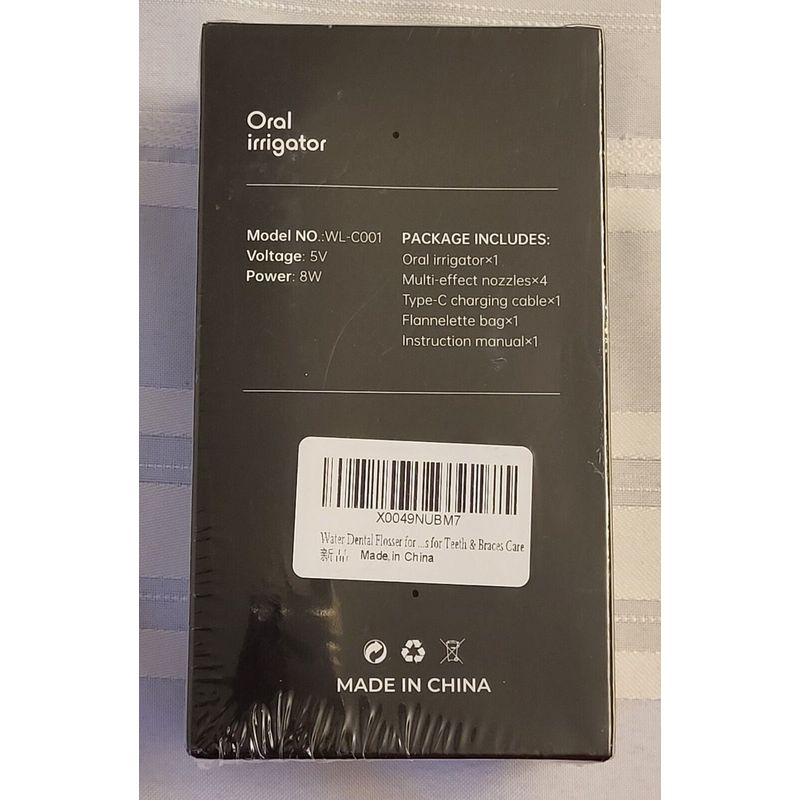 Oral
irrigator
Model NO.:WL-C001
Voltage: 5V
Power: 8W
PACKAGE INCLUDES:
Oral irrigator×1
Multi-effect nozzles×4
Type-C charging cable×1
Flannelette bag×1
Instruction manual×1
X0049NUBM7
Water Dental Flosser for ...s for Teeth & Braces Care
新品 Made in China
MADE IN CHINA